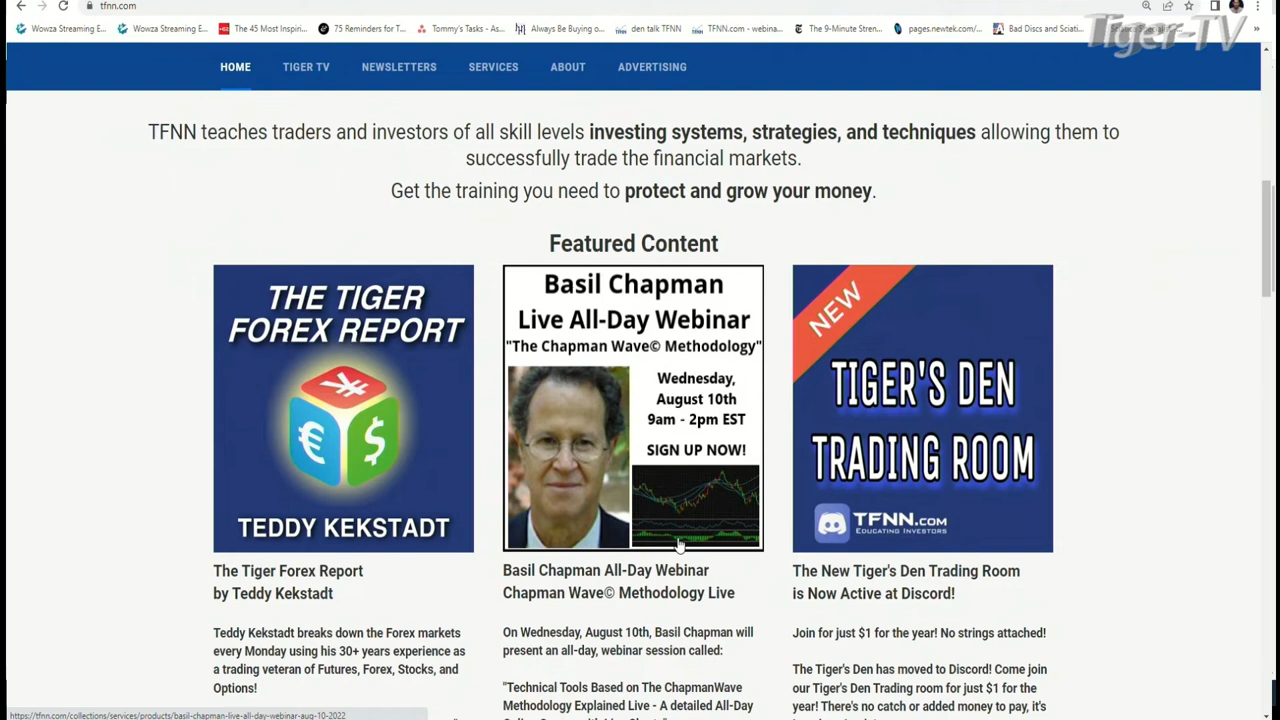 tfnn.com
Wowza Streaming E...
Wowza Streaming E...
The 45 Most Inspiri...
75 Reminders for T...
Tommy's Tasks - As...
Always Be Buying o...
den talk TFNN
TFNN.com - webina...
The 9-Minute Stren...
pages.newtek.com/...
Bad Discs and Sciati...
Tiger-TV
HOME
TIGER TV
NEWSLETTERS
SERVICES
ABOUT
ADVERTISING
TFNN teaches traders and investors of all skill levels investing systems, strategies, and techniques allowing them to
successfully trade the financial markets.
Get the training you need to protect and grow your money.
Featured Content
THE TIGER
FOREX REPORT
¥
€
$
TEDDY KEKSTADT
The Tiger Forex Report
by Teddy Kekstadt
Teddy Kekstadt breaks down the Forex markets
every Monday using his 30+ years experience as
a trading veteran of Futures, Forex, Stocks, and
Options!
Basil Chapman
Live All-Day Webinar
"The Chapman Wave© Methodology"
Wednesday,
August 10th
9am - 2pm EST
SIGN UP NOW!
Basil Chapman All-Day Webinar
Chapman Wave© Methodology Live
On Wednesday, August 10th, Basil Chapman will
present an all-day, webinar session called:
"Technical Tools Based on The ChapmanWave
Methodology Explained Live - A detailed All-Day
NEW
TIGER'S DEN
TRADING ROOM
TFNN.COM
EDUCATING INVESTORS
The New Tiger's Den Trading Room
is Now Active at Discord!
Join for just $1 for the year! No strings attached!
The Tiger's Den has moved to Discord! Come join
our Tiger's Den Trading room for just $1 for the
year! There's no catch or added money to pay, it's
https://tfnn.com/collections/services/products/basil-chapman-live-all-day-webinar-aug-10-2022